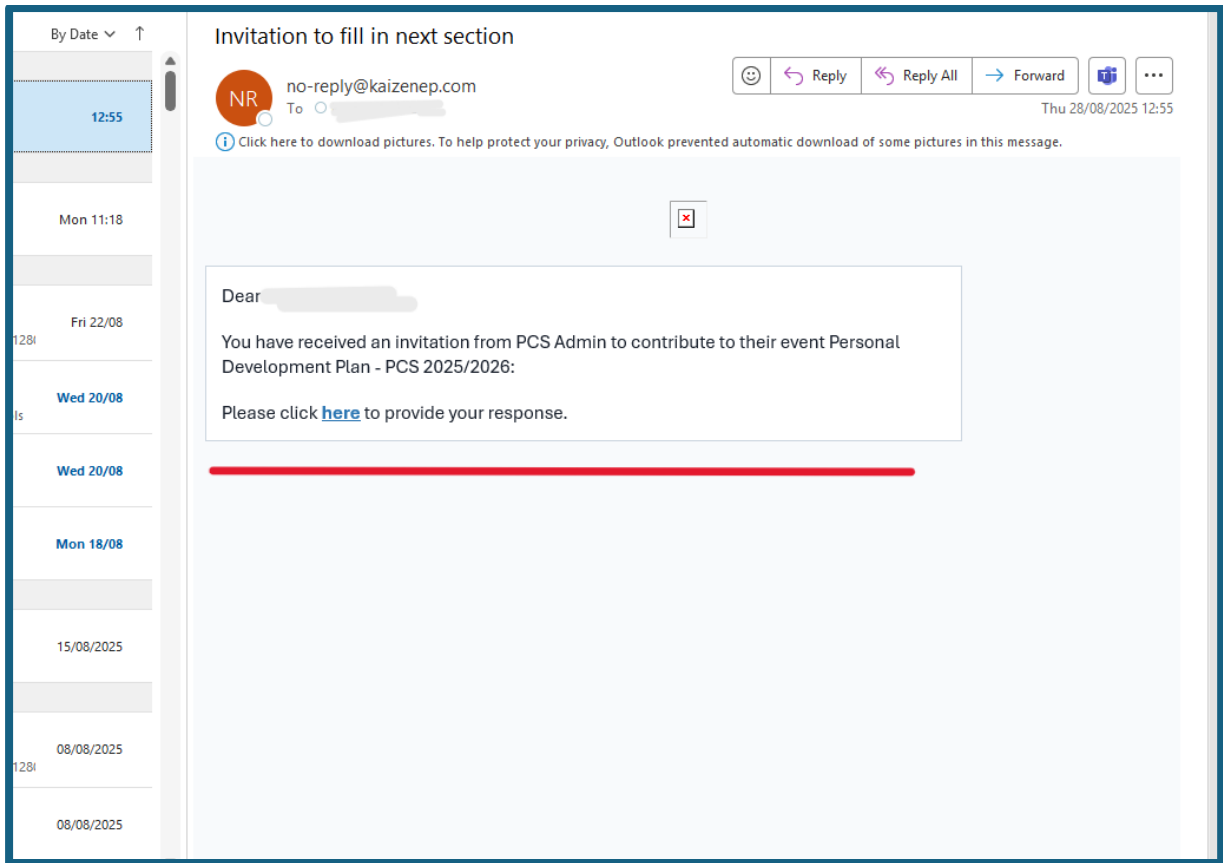 By Date
12:55
Mon 11:18
Fri 22/08
Wed 20/08
ls
Wed 20/08
Mon 18/08
15/08/2025
08/08/2025
08/08/2025
Invitation to fill in next section
NR
no-reply@kaizenep.com
To
Reply
Reply All
Forward
Thu 28/08/2025 12:55
Click here to download pictures. To help protect your privacy, Outlook prevented automatic download of some pictures in this message.
Dear
You have received an invitation from PCS Admin to contribute to their event Personal
Development Plan - PCS 2025/2026:
Please click here to provide your response.